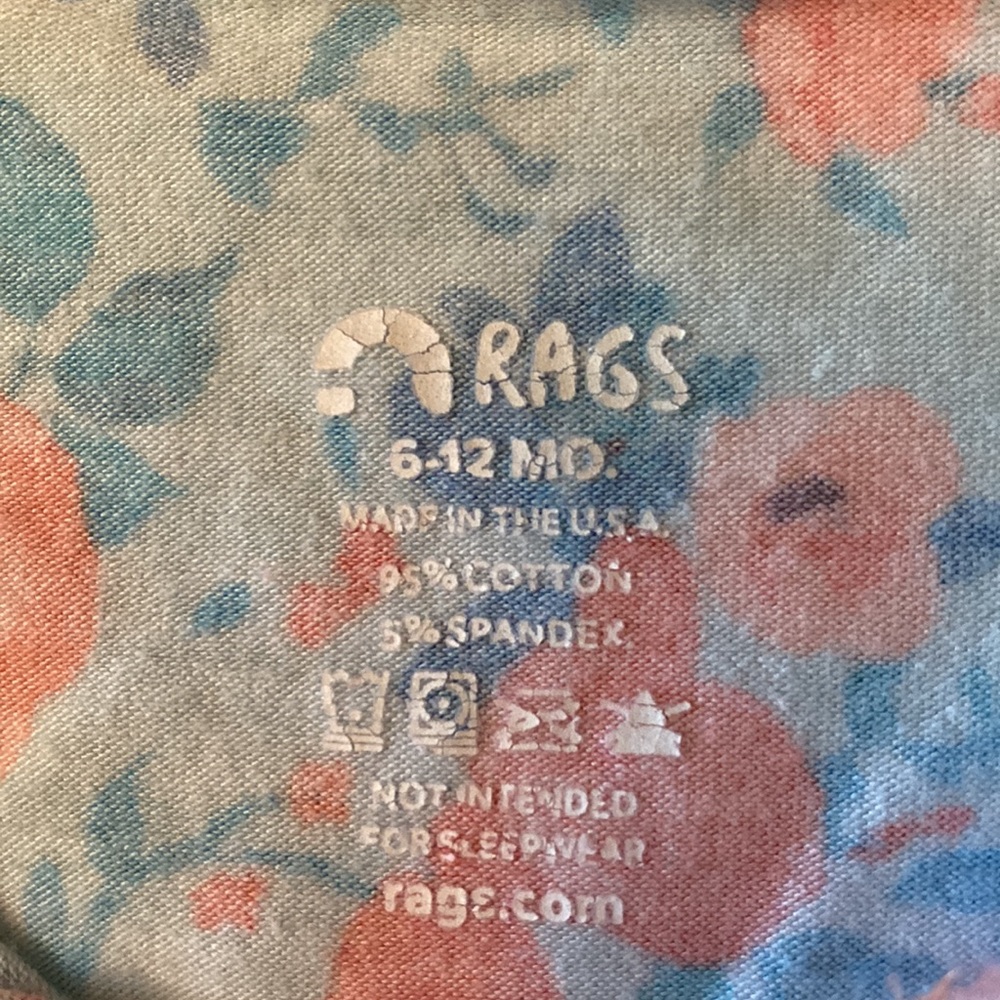 RAGS
6-12 MO.
MADE IN THE U.S.A.
95% COTTON
5% SPANDEX
NOT INTENDED
FOR SLEEPWEAR
rags.com